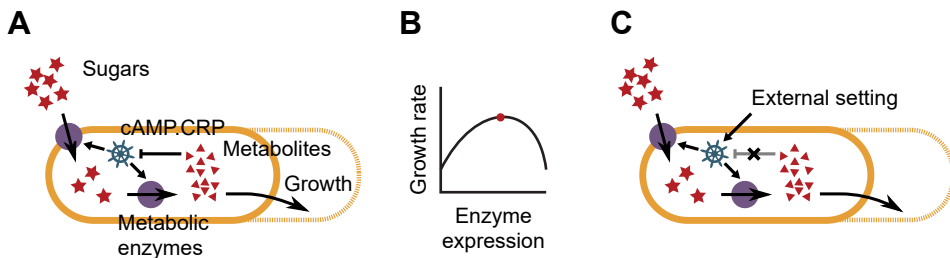 A
Sugars
cAMP.CRP
Metabolites
Growth
Metabolic
enzymes
B
Growth rate
Enzyme
expression
C
External setting